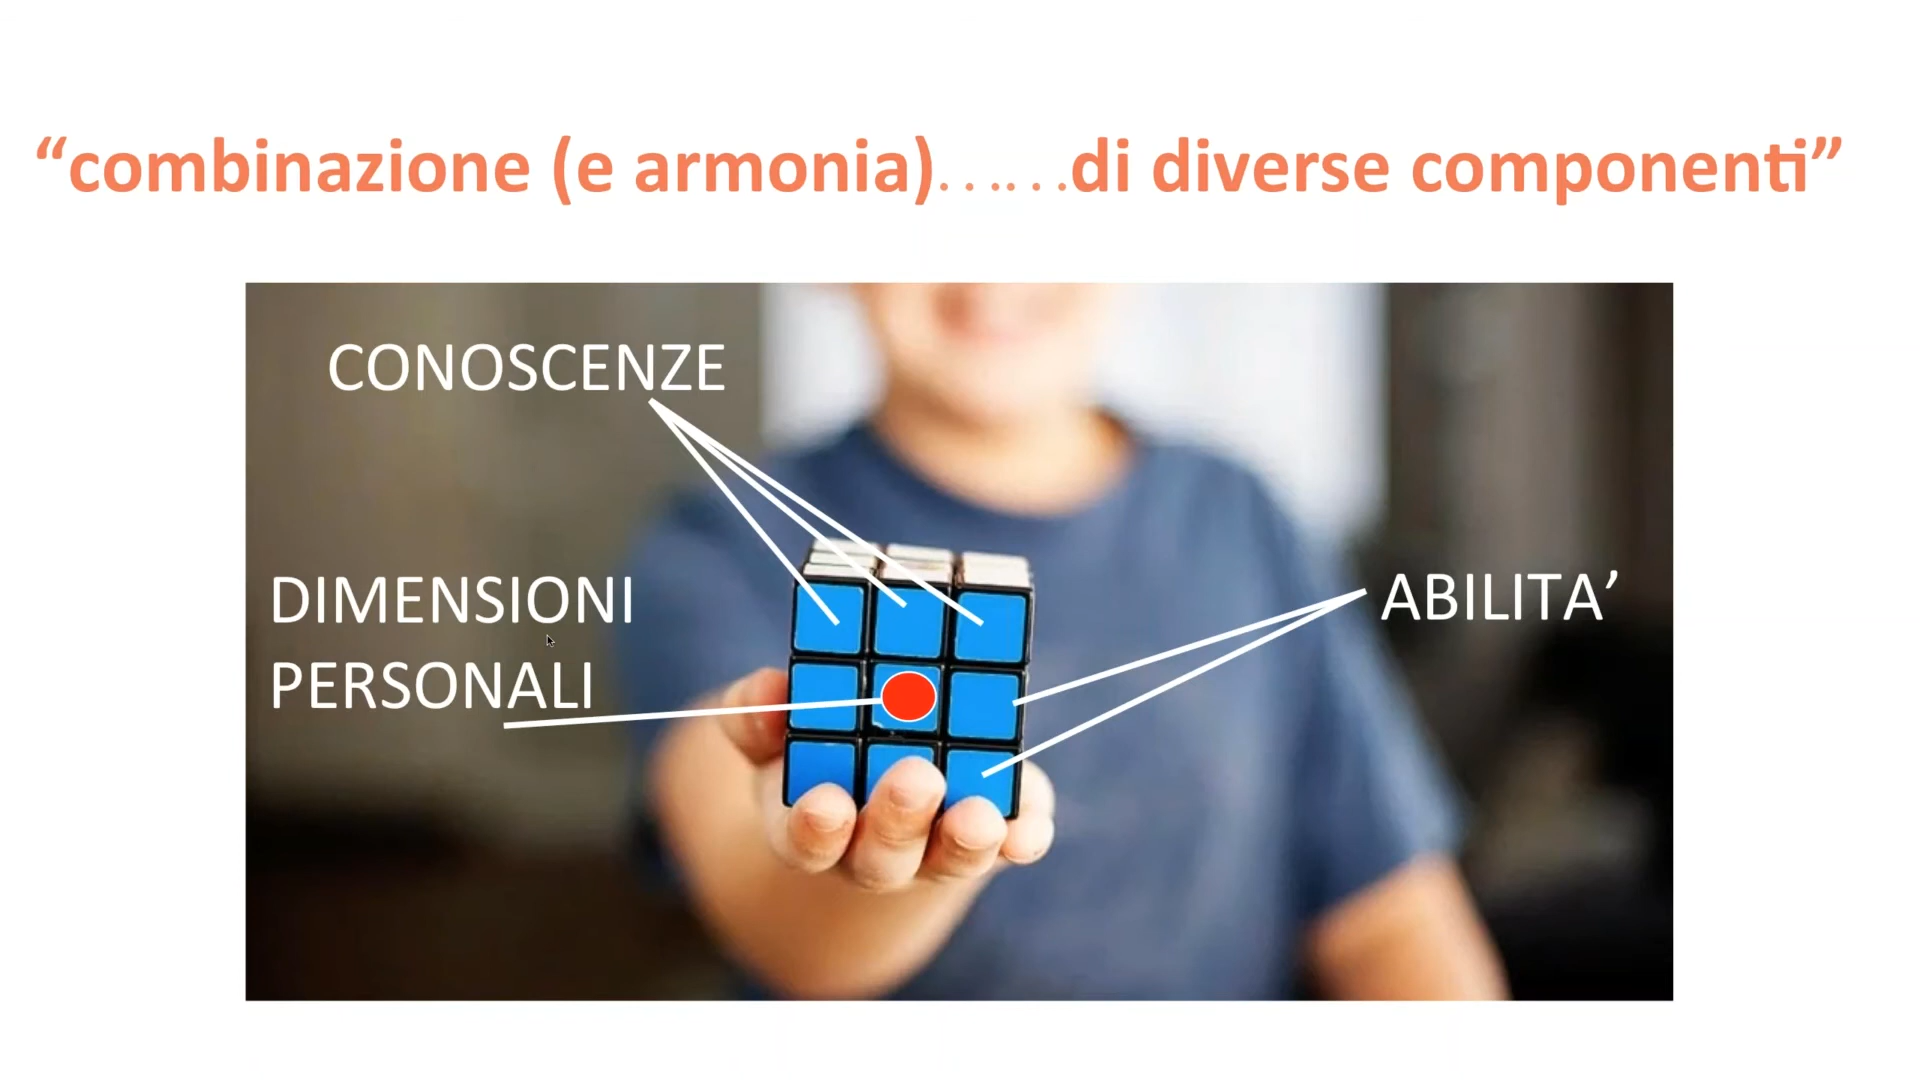 “combinazione (e armonia)…….di diverse componenti”
CONOSCENZE
DIMENSIONI
PERSONALI
ABILITA’